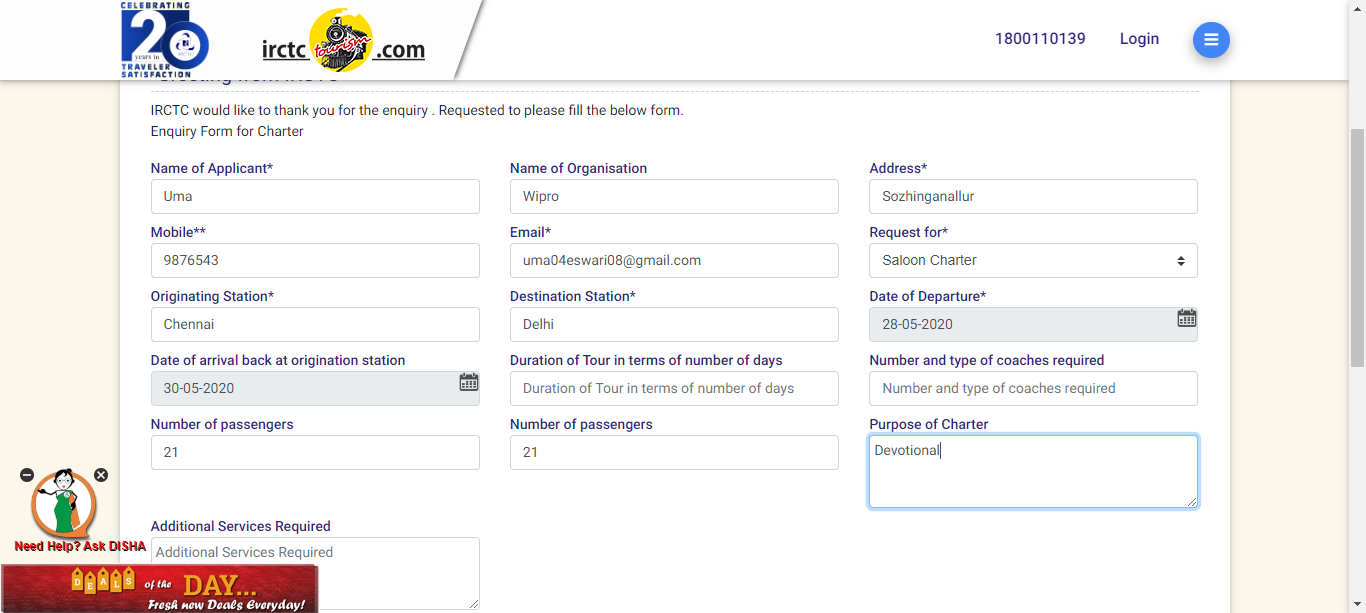 CELEBRATING
20
years in
TRAVELER
SATISFACTION
irctc tourism .com
1800110139
Login
IRCTC would like to thank you for the enquiry . Requested to please fill the below form.
Enquiry Form for Charter
Name of Applicant* Name of Organisation Address*
Uma Wipro Sozhinganallur
Mobile** Email* Request for*
9876543 uma04eswari08@gmail.com Saloon Charter
Originating Station* Destination Station* Date of Departure*
Chennai Delhi 28-05-2020
Date of arrival back at origination station Duration of Tour in terms of number of days Number and type of coaches required
30-05-2020 Duration of Tour in terms of number of days Number and type of coaches required
Number of passengers Number of passengers Purpose of Charter
21 21 Devotional
Additional Services Required
Additional Services Required
Need Help? Ask DISHA
DEALS of the DAY...
Fresh new Deals Everyday!